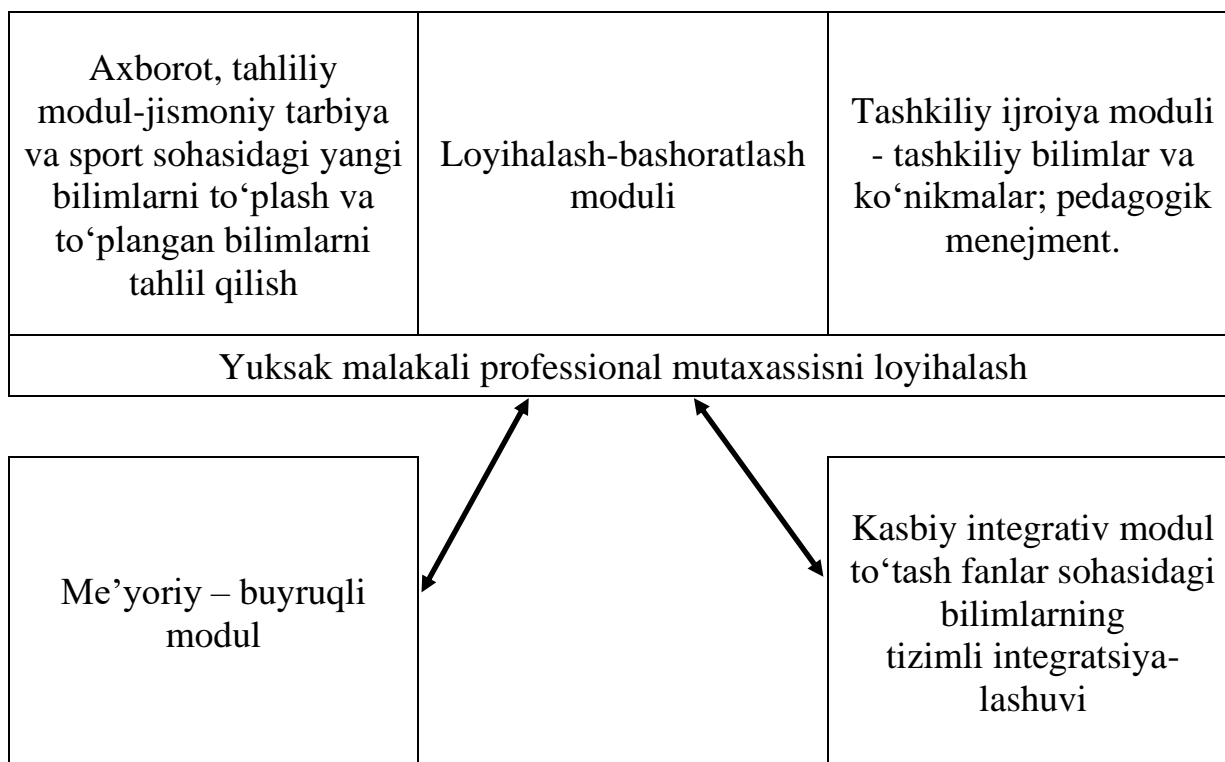 Axborot, tahliliy
modul-jismoniy tarbiya
va sport sohasidagi yangi
bilimlarni to‘plash va
to‘plangan bilimlarni
tahlil qilish
Loyihalash-bashoratlash
moduli
Tashkiliy ijroiya moduli
- tashkiliy bilimlar va
ko‘nikmalar; pedagogik
menejment.
Yuksak malakali professional mutaxassisni loyihalash
Me’yoriy – buyruqli
modul
Kasbiy integrativ modul
to‘tash fanlar sohasidagi
bilimlarning
tizimli integratsiya-
lashuvi